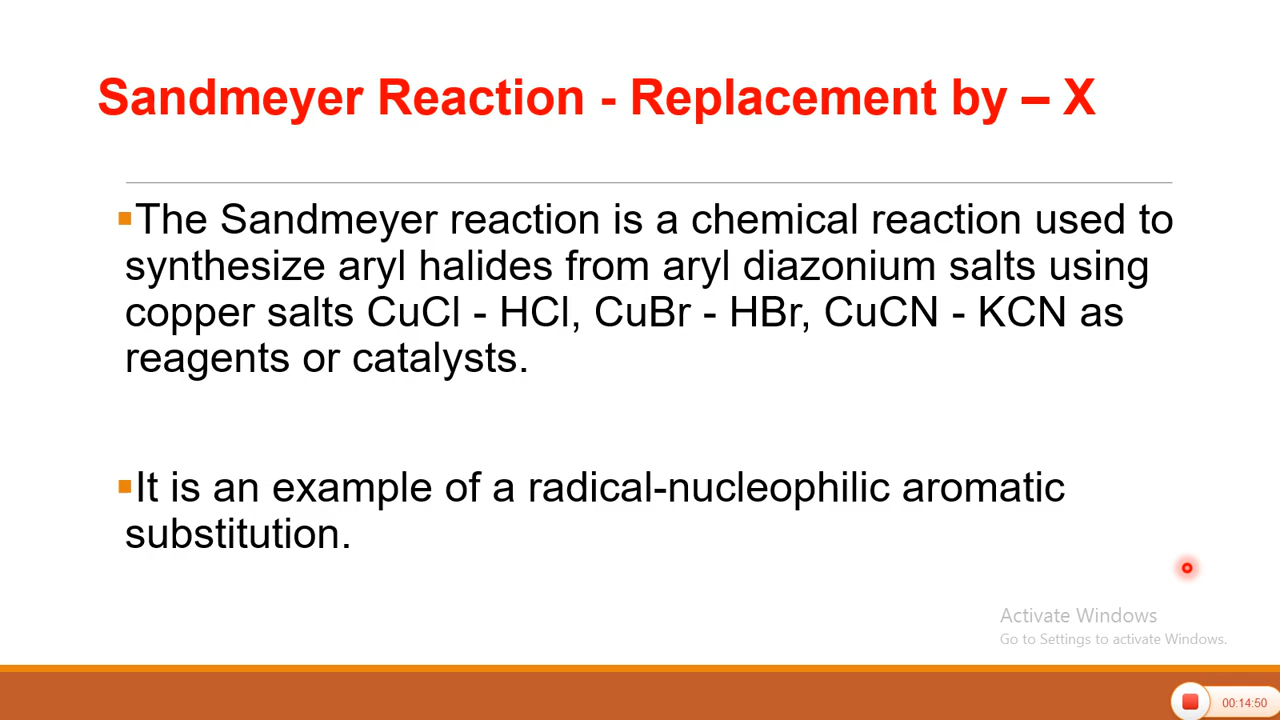 Sandmeyer Reaction - Replacement by – X
▪The Sandmeyer reaction is a chemical reaction used to
synthesize aryl halides from aryl diazonium salts using
copper salts CuCl - HCl, CuBr - HBr, CuCN - KCN as
reagents or catalysts.
▪It is an example of a radical-nucleophilic aromatic
substitution.
Activate Windows
Go to Settings to activate Windows.
00:14:50